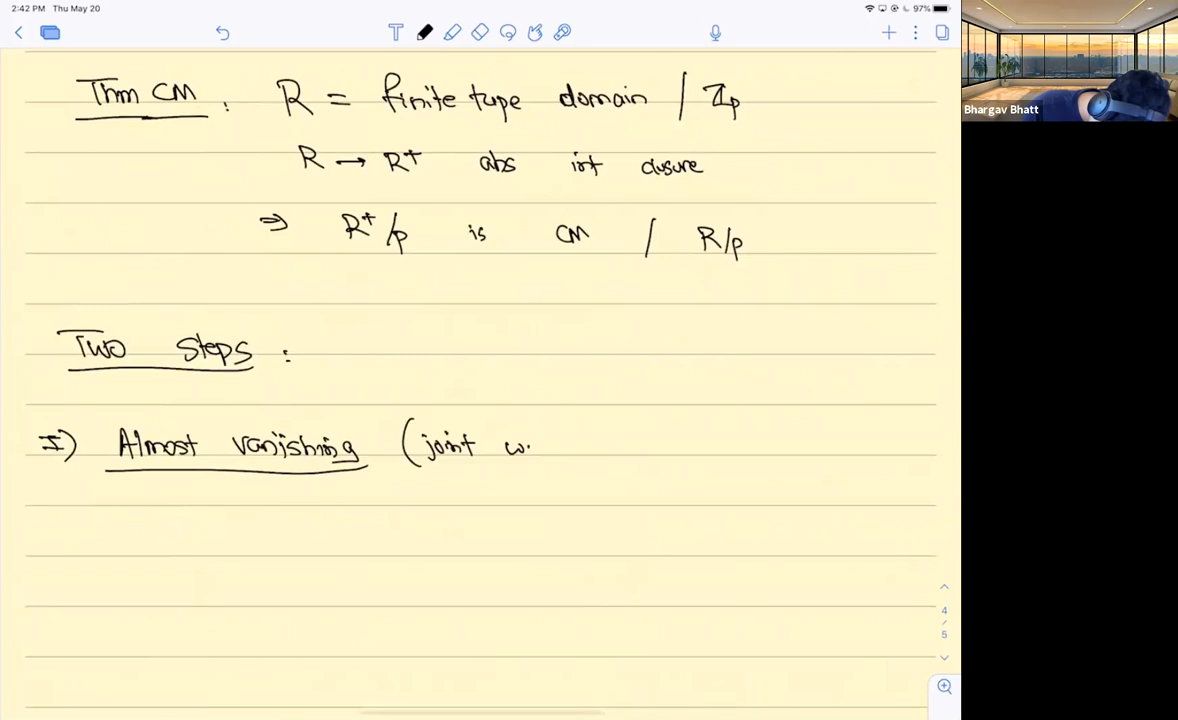 2:42 PM Thu May 20
97%
Thm CM : R = finite type domain / Zp
R → R⁺ abs int closure
⇒ R⁺/p is CM / R/p
Two Steps :
I) Almost vanishing (joint w.
4
/
5
Bhargav Bhatt